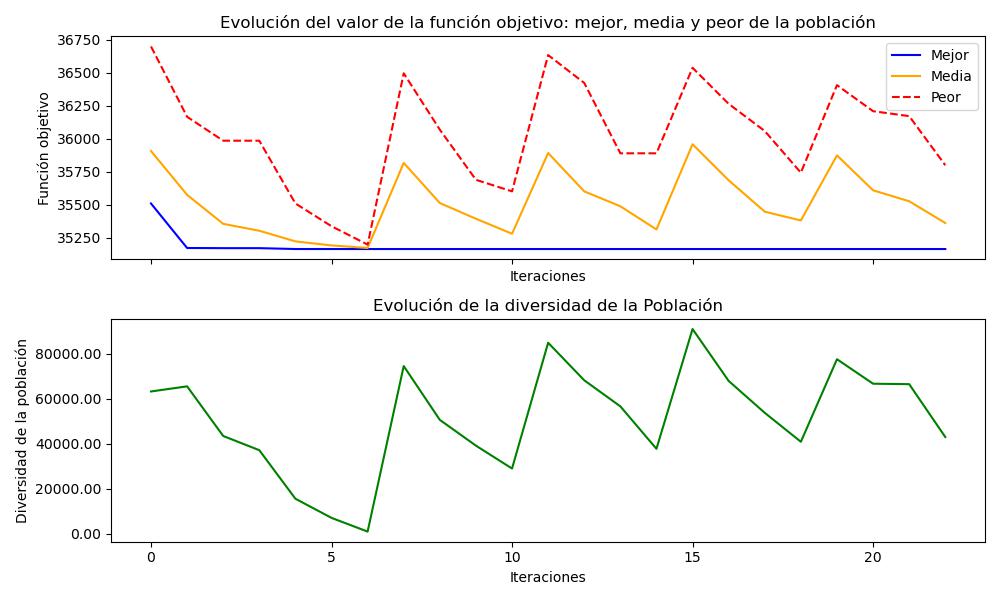 Evolución del valor de la función objetivo: mejor, media y peor de la población
Función objetivo
36750
36500
36250
36000
35750
35500
35250
Mejor
Media
Peor
Iteraciones
Evolución de la diversidad de la Población
Diversidad de la población
80000.00
60000.00
40000.00
20000.00
0.00
0 5 10 15 20
Iteraciones